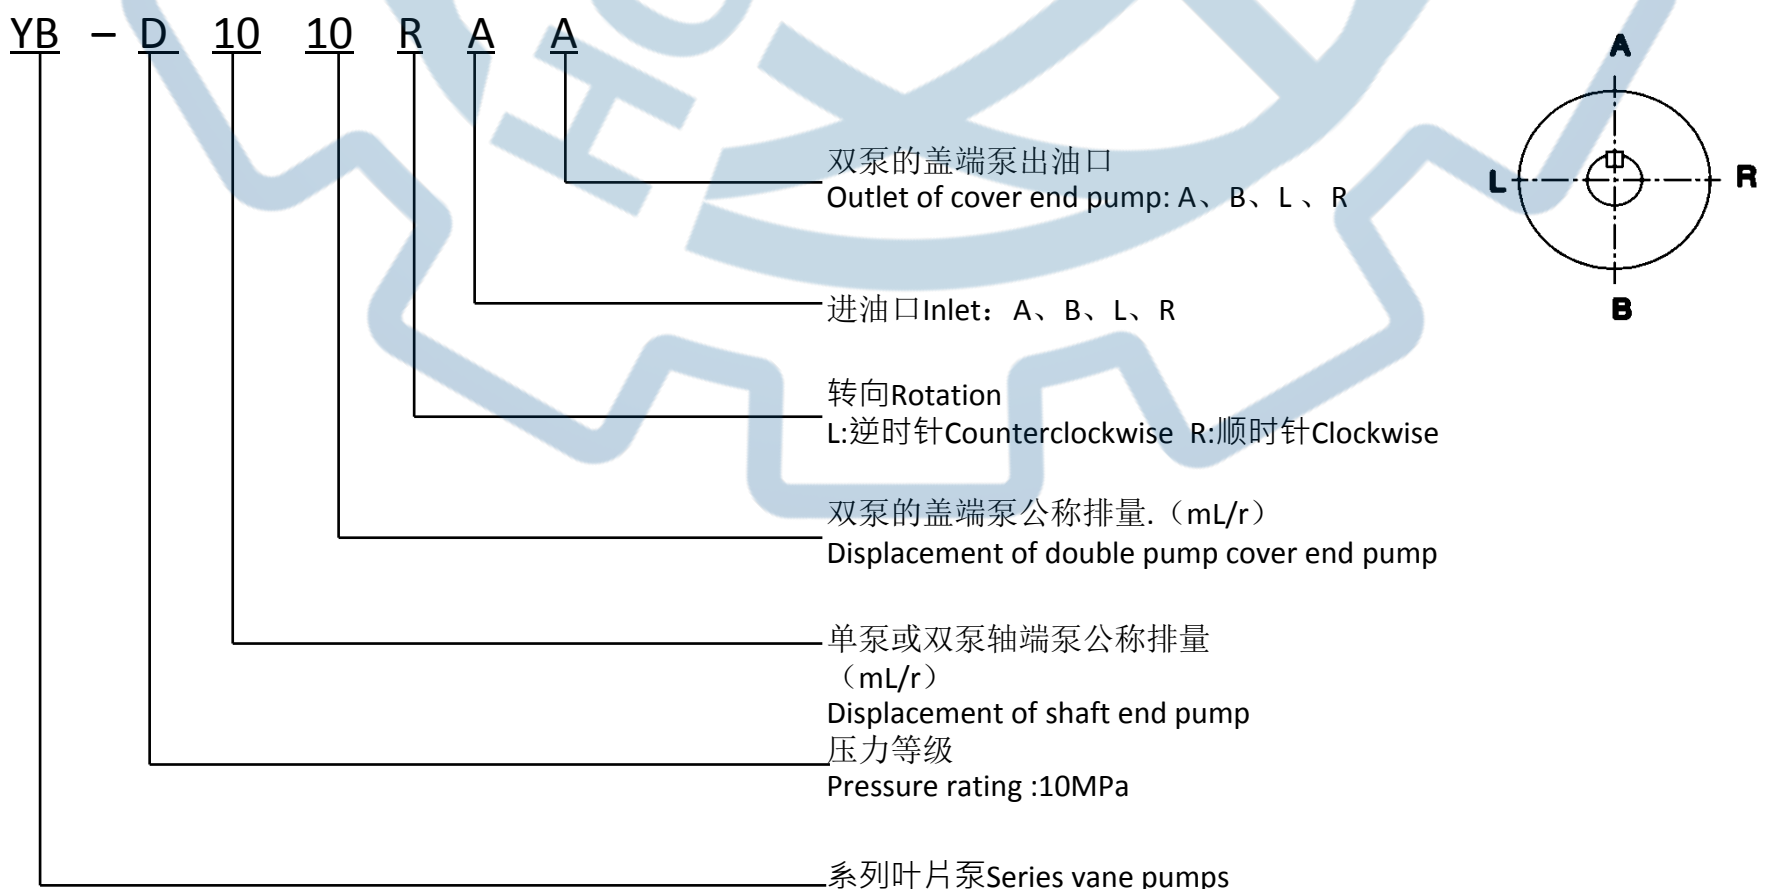 YB – D 10 10 R A A
双泵的盖端泵出油口
Outlet of cover end pump: A、B、L 、R
进油口Inlet：A、B、L、R
转向Rotation
L:逆时针Counterclockwise R:顺时针Clockwise
双泵的盖端泵公称排量.（mL/r）
Displacement of double pump cover end pump
单泵或双泵轴端泵公称排量
（mL/r）
Displacement of shaft end pump
压力等级
Pressure rating :10MPa
系列叶片泵Series vane pumps
A
L
R
B